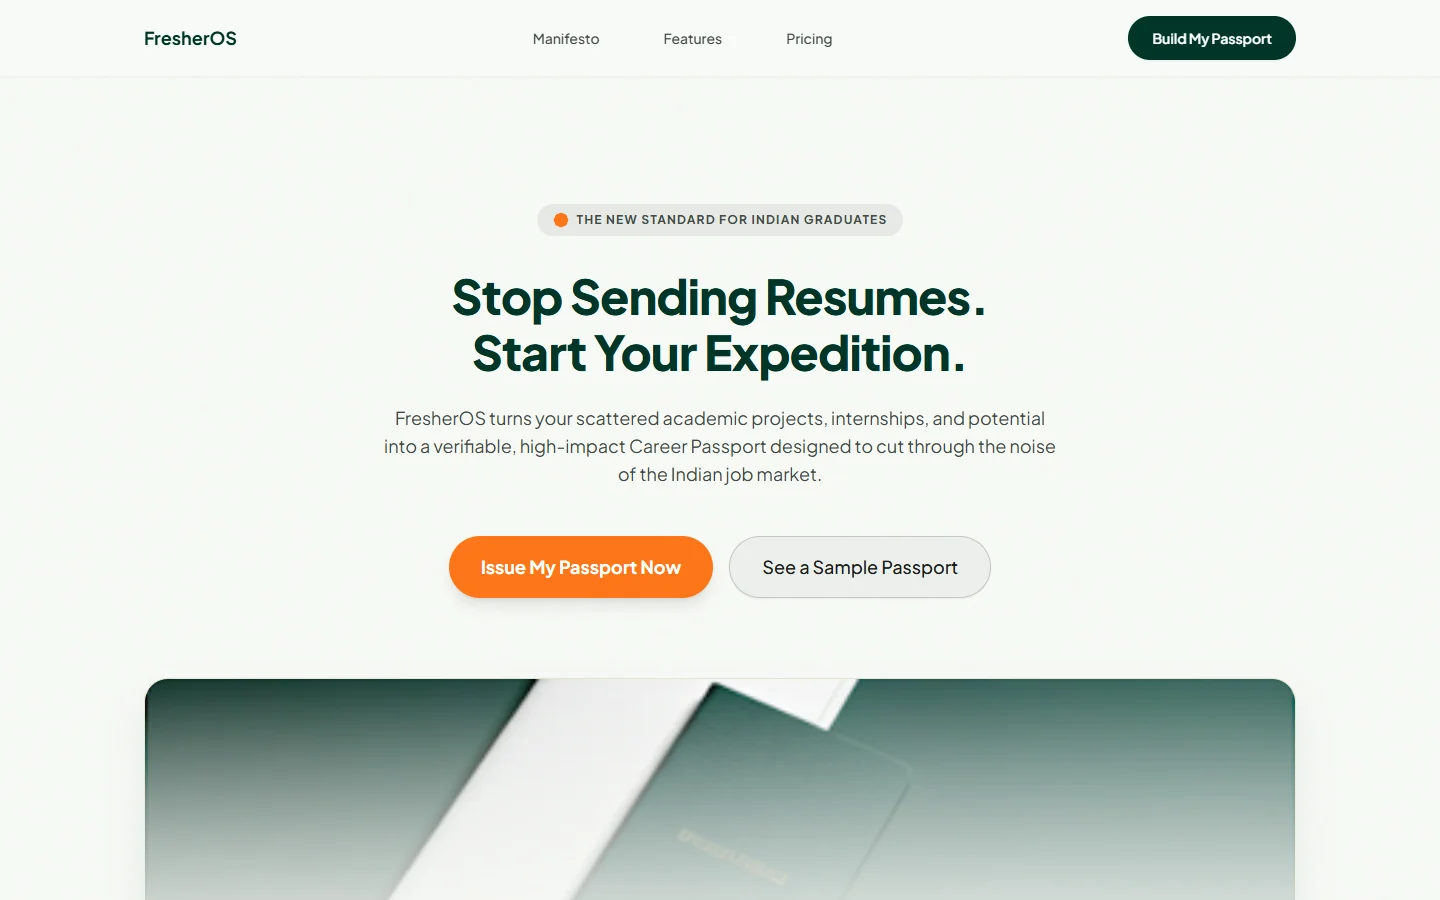 FresherOS
Manifesto
Features
Pricing
Build My Passport
THE NEW STANDARD FOR INDIAN GRADUATES
Stop Sending Resumes.
Start Your Expedition.
FresherOS turns your scattered academic projects, internships, and potential
into a verifiable, high-impact Career Passport designed to cut through the noise
of the Indian job market.
Issue My Passport Now
See a Sample Passport